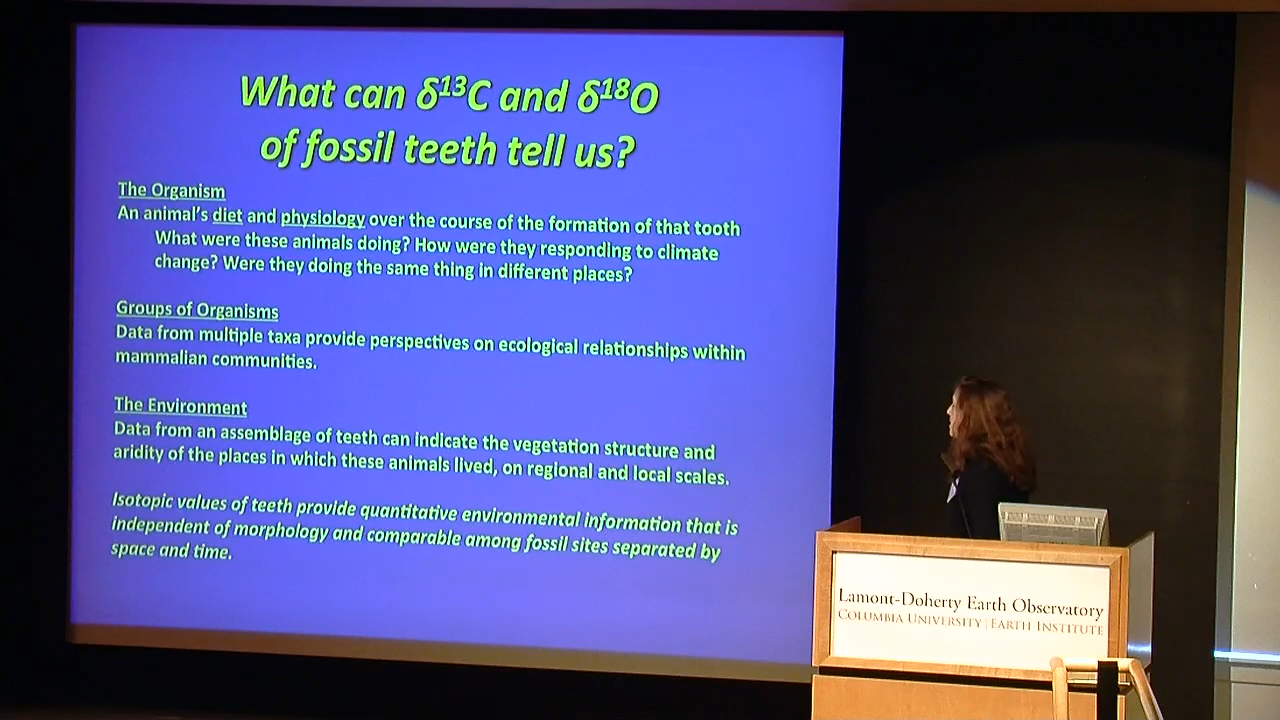 What can δ¹³C and δ¹⁸O
of fossil teeth tell us?
The Organism
An animal's diet and physiology over the course of the formation of that tooth
What were these animals doing? How were they responding to climate
change? Were they doing the same thing in different places?
Groups of Organisms
Data from multiple taxa provide perspectives on ecological relationships within
mammalian communities.
The Environment
Data from an assemblage of teeth can indicate the vegetation structure and
aridity of the places in which these animals lived, on regional and local scales.
Isotopic values of teeth provide quantitative environmental information that is
independent of morphology and comparable among fossil sites separated by
space and time.
Lamont-Doherty Earth Observatory
COLUMBIA UNIVERSITY | EARTH INSTITUTE